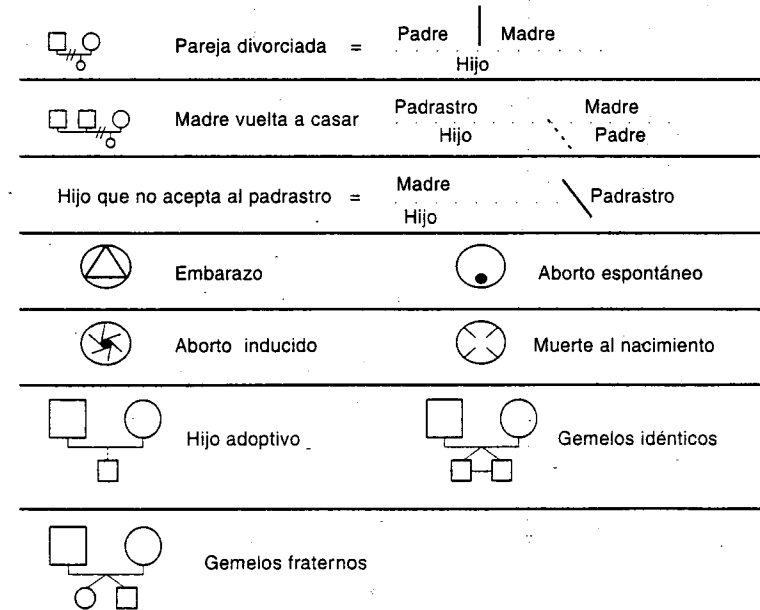 Pareja divorciada = Padre Madre
Hijo
Madre vuelta a casar Padrastro Madre
Hijo Padre
Hijo que no acepta al padrastro = Madre Padrastro
Hijo
Embarazo Aborto espontáneo
Aborto inducido Muerte al nacimiento
Hijo adoptivo Gemelos idénticos
Gemelos fraternos